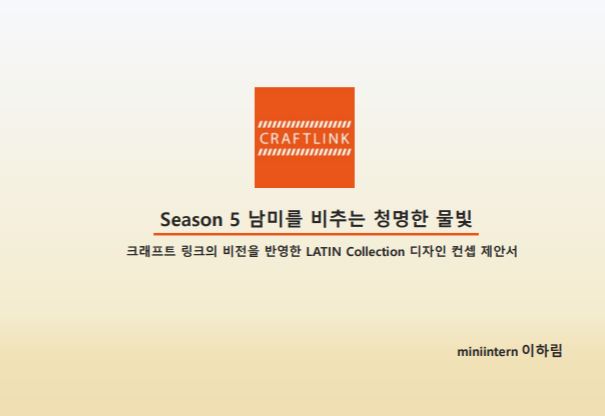 CRAFTLINK
Season 5 남미를 비추는 청명한 물빛
크래프트 링크의 비전을 반영한 LATIN Collection 디자인 컨셉 제안서
miniintern 이하림